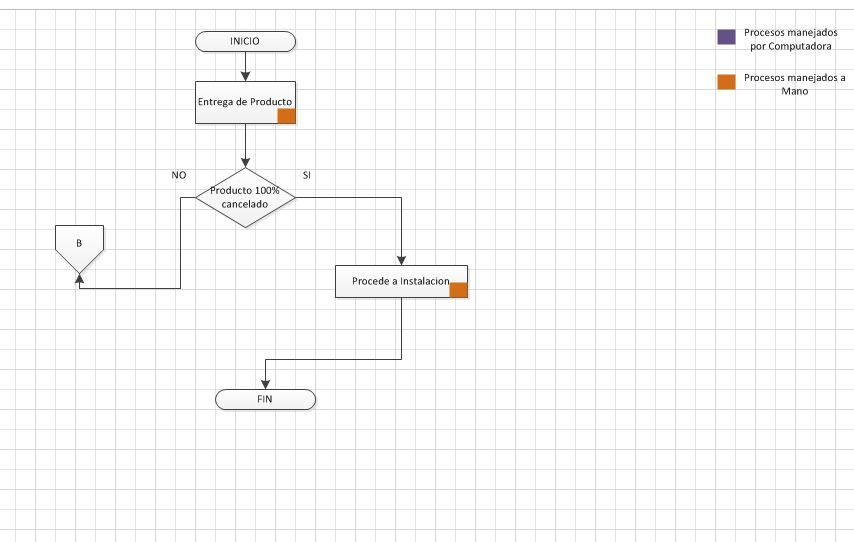 INICIO
Procesos manejados
por Computadora
Entrega de Producto
Procesos manejados a
Mano
NO
SI
Producto 100%
cancelado
B
Procede a Instalacion
FIN